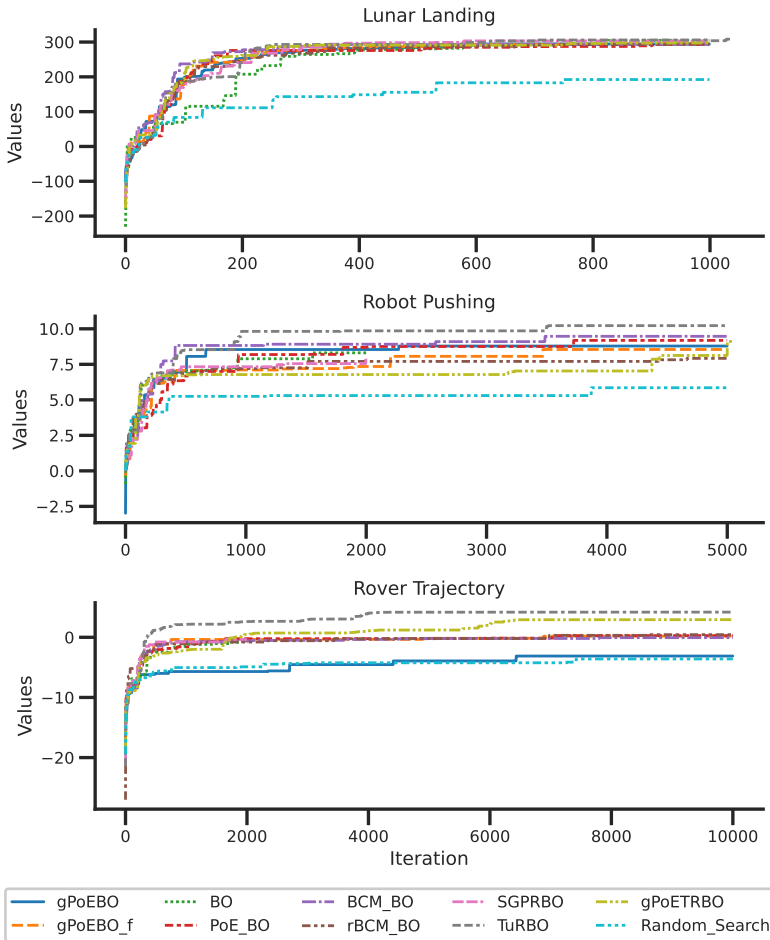 Lunar Landing
Values
300
200
100
0
−100
−200
0 200 400 600 800 1000
Robot Pushing
Values
10.0
7.5
5.0
2.5
0.0
−2.5
0 1000 2000 3000 4000 5000
Rover Trajectory
Values
0
−10
−20
0 2000 4000 6000 8000 10000
Iteration
gPoEBO BO BCM_BO SGPRBO gPoETRBO
gPoEBO_f PoE_BO rBCM_BO TuRBO Random_Search